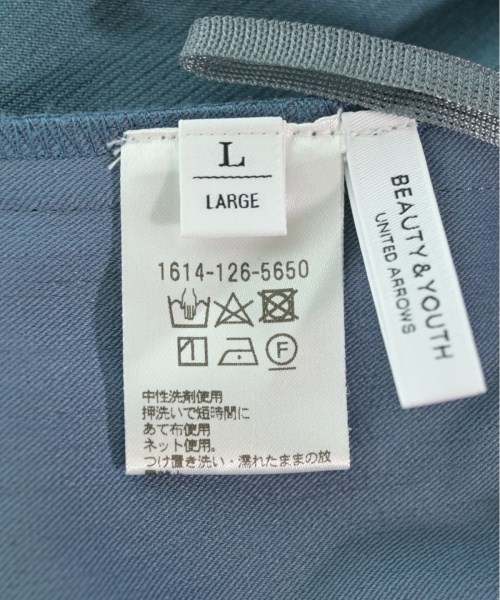 L
LARGE
BEAUTY & YOUTH
UNITED ARROWS
1614-126-5650
F
中性洗剤使用
押洗いで短時間に
あて布使用
ネット使用。
つけ置き洗い・濡れたままの放